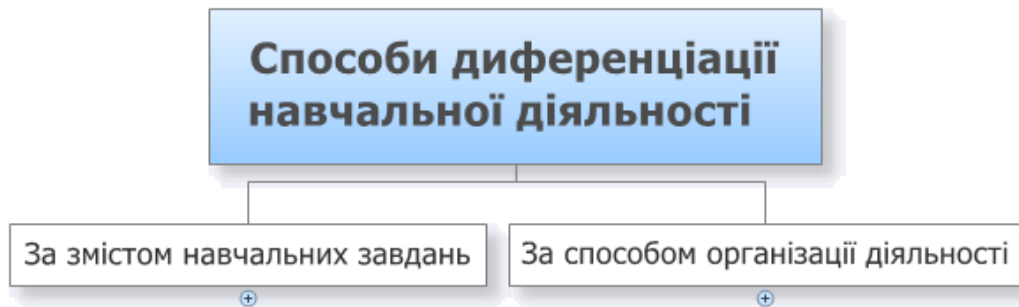 Способи диференціації
навчальної діяльності
За змістом навчальних завдань
За способом організації діяльності